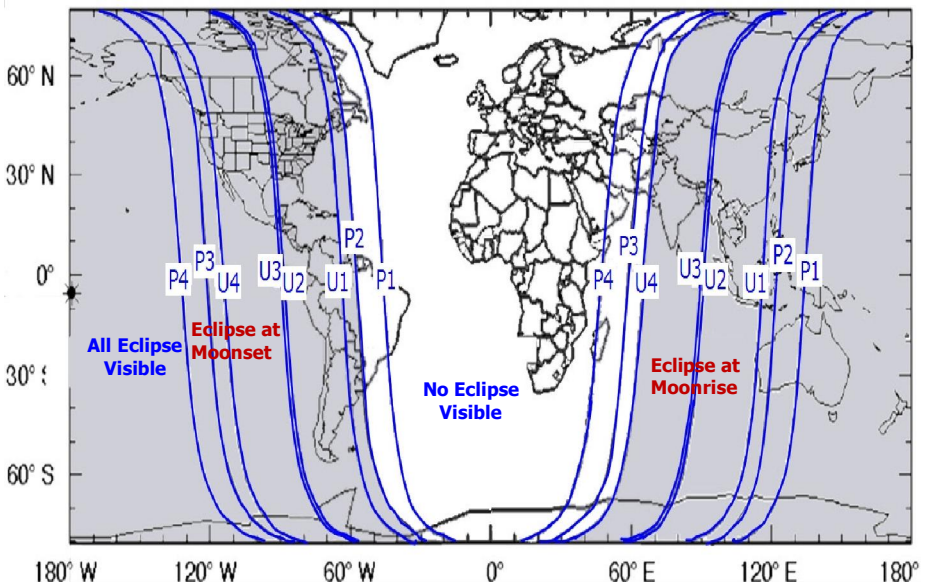 60° N
30° N
0°
30° S
60° S
P4
P3
U4
U3
U2
U1
P2
P1
P4
P3
U4
U3
U2
U1
P2
P1
All Eclipse
Visible
Eclipse at
Moonset
No Eclipse
Visible
Eclipse at
Moonrise
180° W
120° W
60° W
0°
60° E
120° E
180°